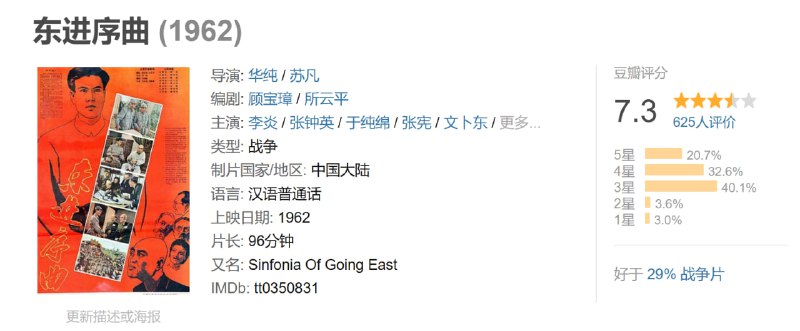 东进序曲 (1962)
导演: 华纯 / 苏凡
编剧: 顾宝璋 / 所云平
主演: 李炎 / 张钟英 / 于纯绵 / 张宪 / 文卜东 / 更多...
类型: 战争
制片国家/地区: 中国大陆
语言: 汉语普通话
上映日期: 1962
片长: 96分钟
又名: Sinfonia Of Going East
IMDb: tt0350831
东进序曲
更新描述或海报
豆瓣评分
7.3
625人评价
5星 20.7%
4星 32.6%
3星 40.1%
2星 3.6%
1星 3.0%
好于 29% 战争片